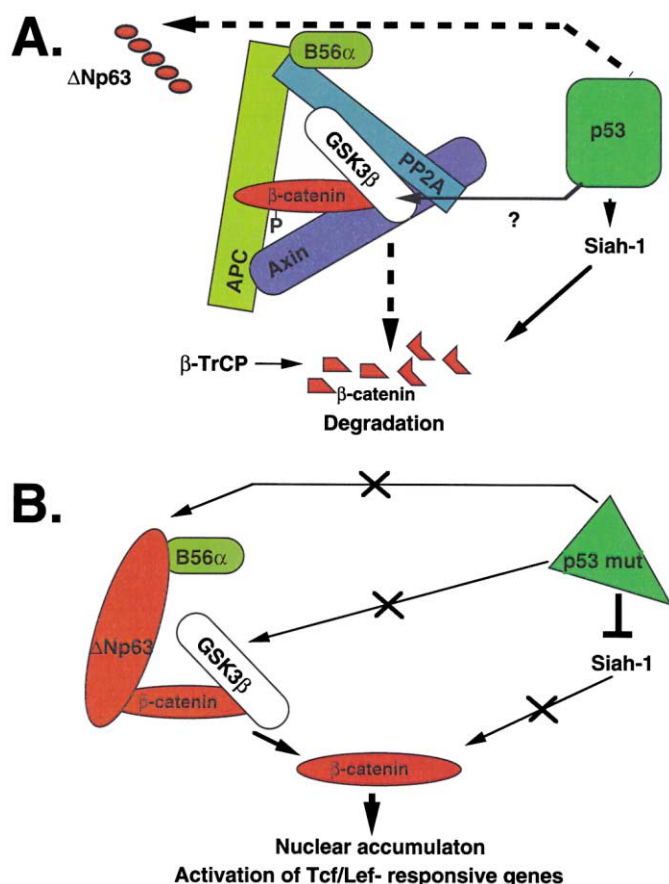 A.
ΔNp63
B56α
p53
GSK3β
PP2A
β-catenin
P
?
APC
Axin
Siah-1
β-TrCP
β-catenin
Degradation
B.
B56α
p53 mut
ΔNp63
GSK3β
Siah-1
β-catenin
β-catenin
Nuclear accumulaton
Activation of Tcf/Lef- responsive genes